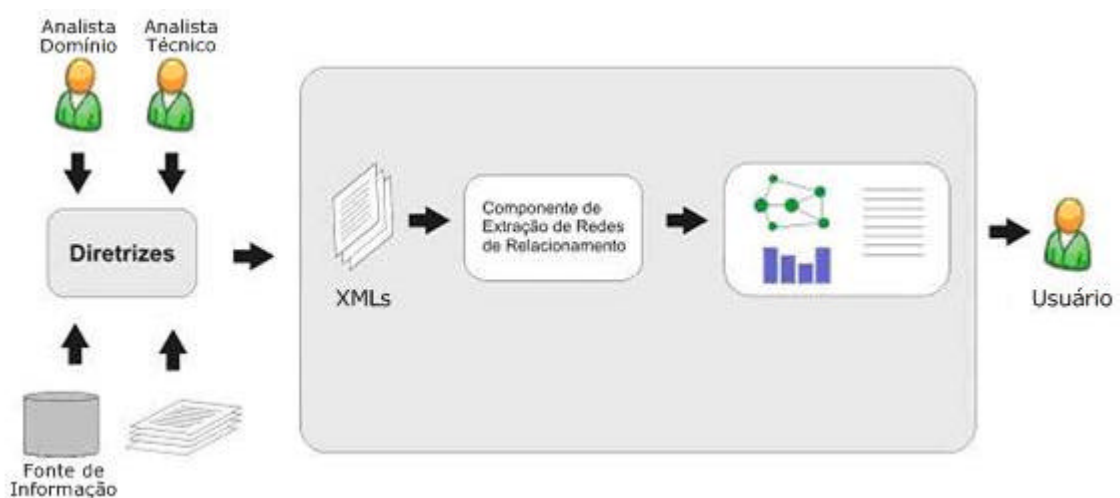 Analista
Domínio
Analista
Técnico
Diretrizes
XMLs
Componente de
Extração de Redes
de Relacionamento
Usuário
Fonte de
Informação